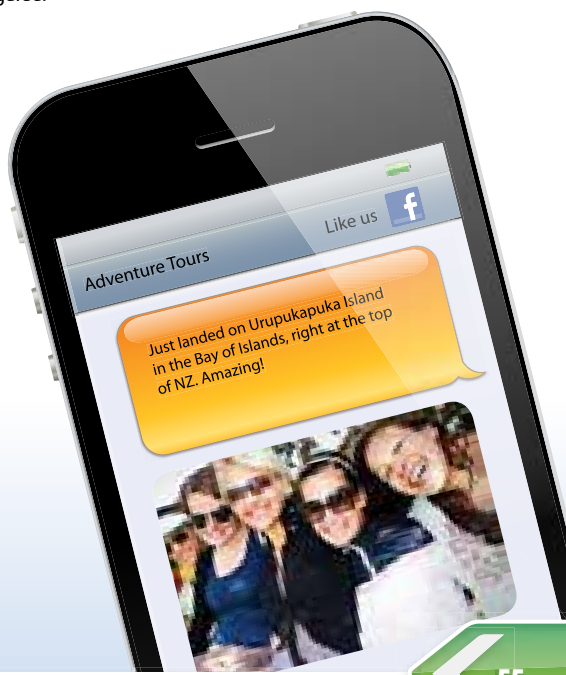 Adventure Tours
Like us f
Just landed on Urupukapuka Island
in the Bay of Islands, right at the top
of NZ. Amazing!